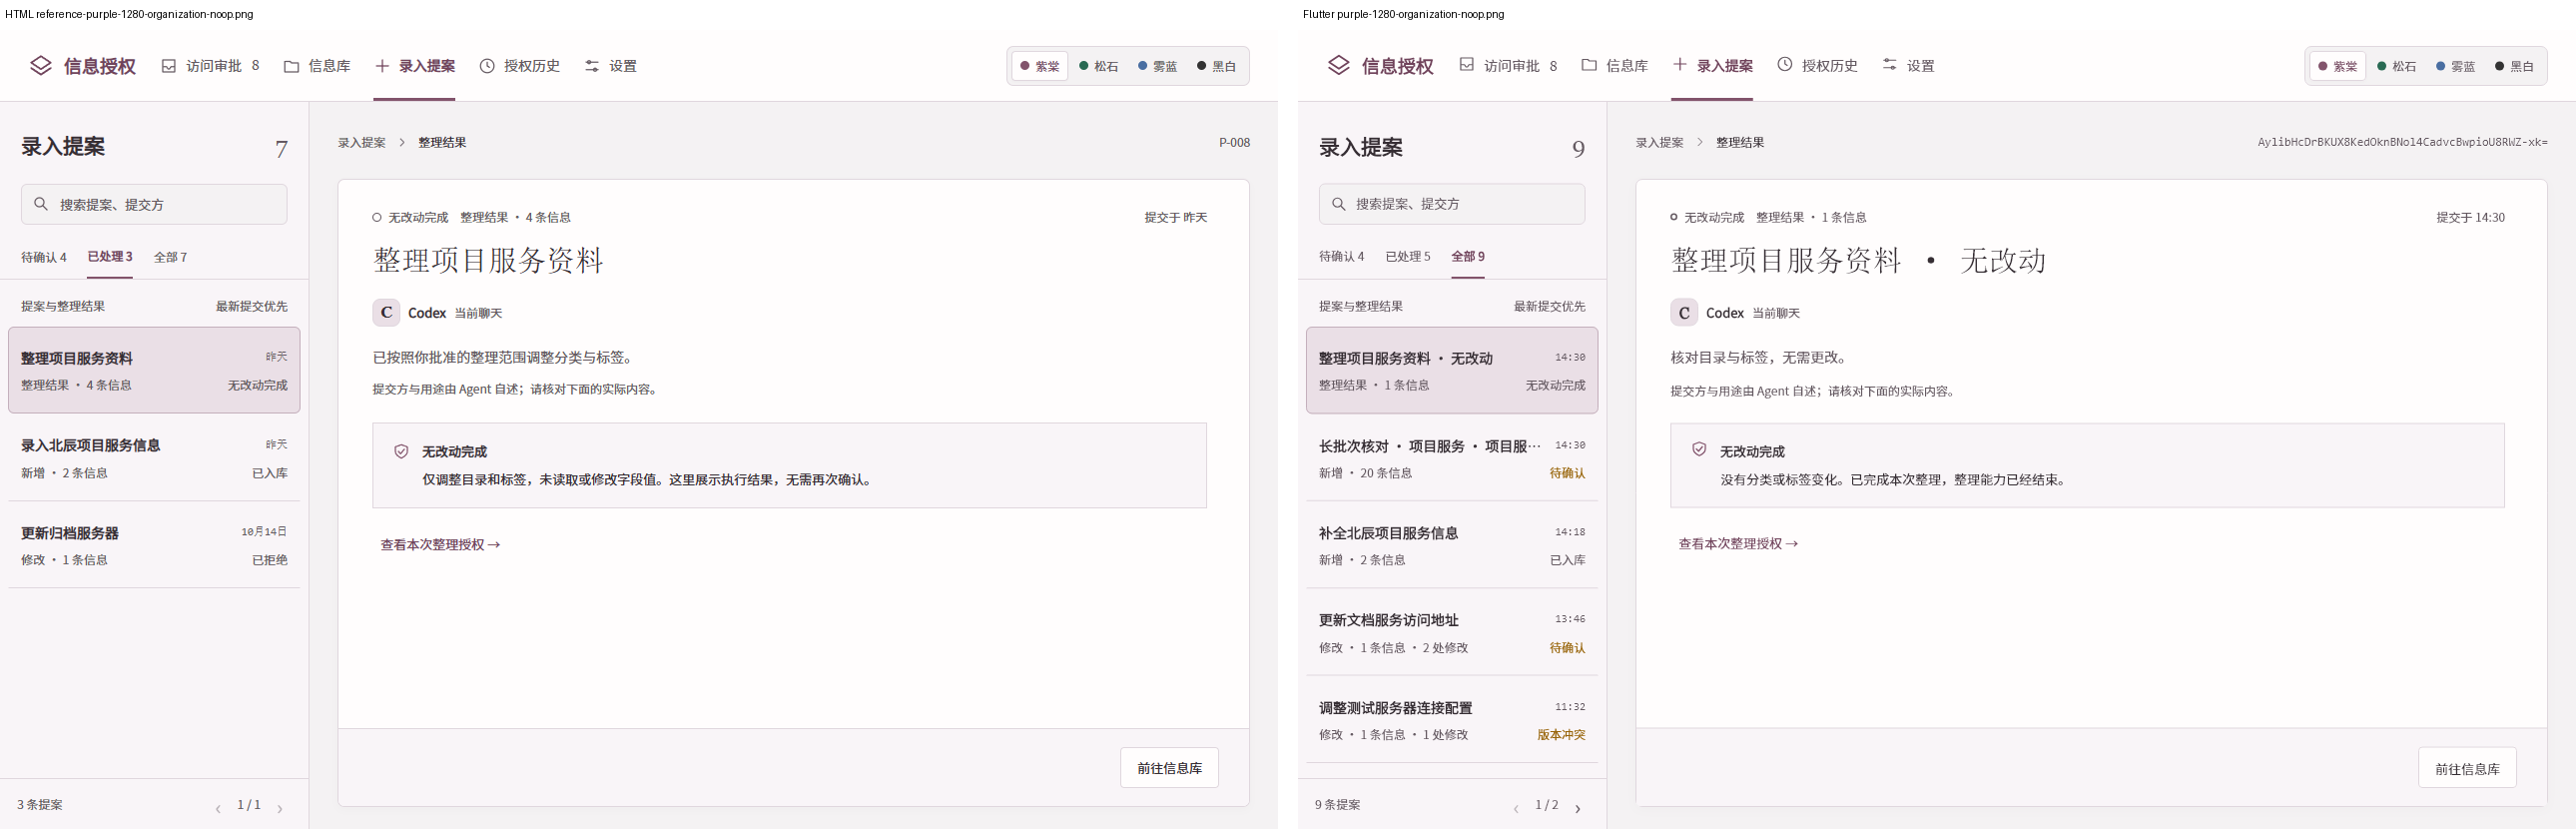 HTML reference-purple-1280-organization-noop.png
信息授权
访问审批 8
信息库
录入提案
授权历史
设置
紫棠
松石
雾蓝
黑白
录入提案 7
搜索提案、提交方
待确认 4 已处理 3 全部 7
提案与整理结果 最新提交优先
整理项目服务资料 昨天
整理结果 · 4 条信息 无改动完成
录入北辰项目服务信息 昨天
新增 · 2 条信息 已入库
更新归档服务器 10月14日
修改 · 1 条信息 已拒绝
3 条提案 ‹ 1 / 1 ›
录入提案 > 整理结果 P-008
无改动完成 整理结果 · 4 条信息 提交于 昨天
整理项目服务资料
C Codex 当前聊天
已按照你批准的整理范围调整分类与标签。
提交方与用途由 Agent 自述；请核对下面的实际内容。
无改动完成
仅调整目录和标签，未读取或修改字段值。这里展示执行结果，无需再次确认。
查看本次整理授权 →
前往信息库
Flutter purple-1280-organization-noop.png
信息授权
访问审批 8
信息库
录入提案
授权历史
设置
紫棠
松石
雾蓝
黑白
录入提案 9
搜索提案、提交方
待确认 4 已处理 5 全部 9
提案与整理结果 最新提交优先
整理项目服务资料 · 无改动 14:30
整理结果 · 1 条信息 无改动完成
长批次核对 · 项目服务 · 项目服… 14:30
新增 · 20 条信息 待确认
补全北辰项目服务信息 14:18
新增 · 2 条信息 已入库
更新文档服务访问地址 13:46
修改 · 1 条信息 · 2 处修改 待确认
调整测试服务器连接配置 11:32
修改 · 1 条信息 · 1 处修改 版本冲突
9 条提案 ‹ 1 / 2 ›
录入提案 > 整理结果 AylibHcDrBKUX8KedOknBNol4CadvcBwpioU8RWZ-xk=
无改动完成 整理结果 · 1 条信息 提交于 14:30
整理项目服务资料 · 无改动
C Codex 当前聊天
核对目录与标签，无需更改。
提交方与用途由 Agent 自述；请核对下面的实际内容。
无改动完成
没有分类或标签变化。已完成本次整理，整理能力已经结束。
查看本次整理授权 →
前往信息库